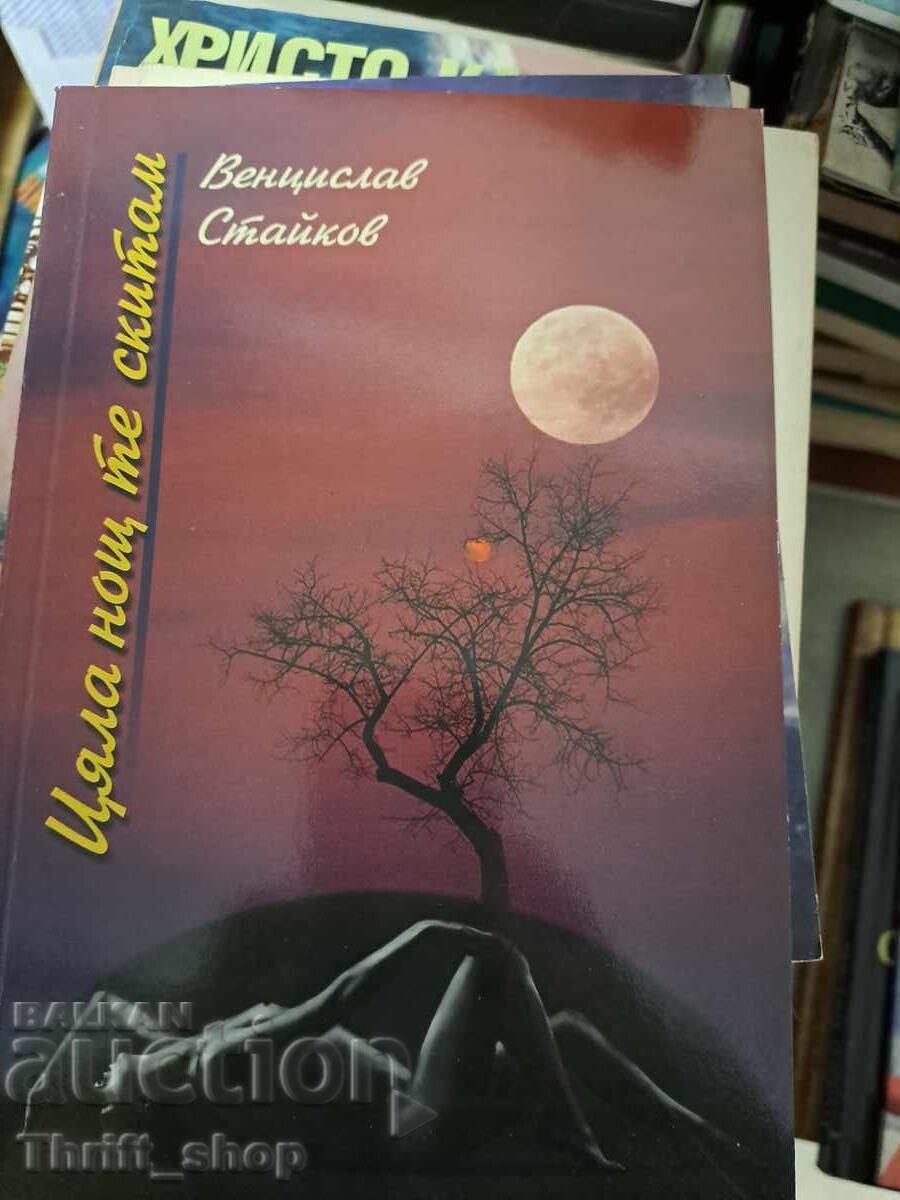 ХРИСТО
Венцислав
Стайков
Цяла нощ те скитам
BALKAN
auction
Thrift_shop